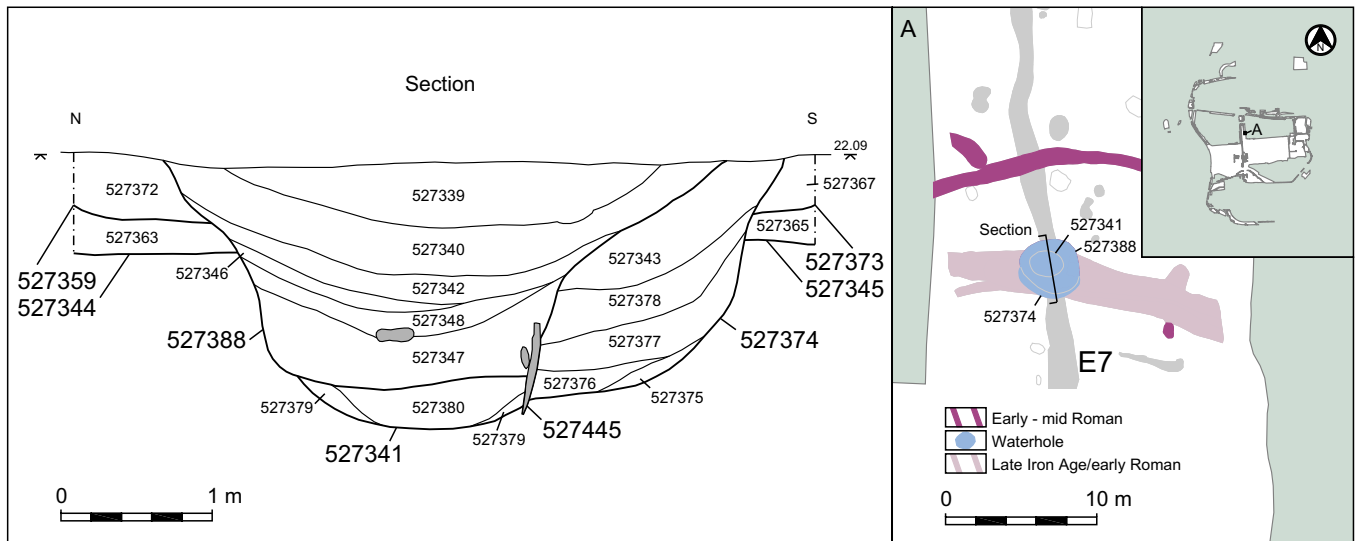 Section
N
S
22.09
527372
527339
527367
527363
527340
527365
527346
527343
527359
527344
527342
527373
527345
527378
527348
527388
527374
527347
527377
527376
527379
527380
527375
527379
527445
527341
0
1 m
A
N
A
Section
527341
527388
527374
E7
Early - mid Roman
Waterhole
Late Iron Age/early Roman
0
10 m